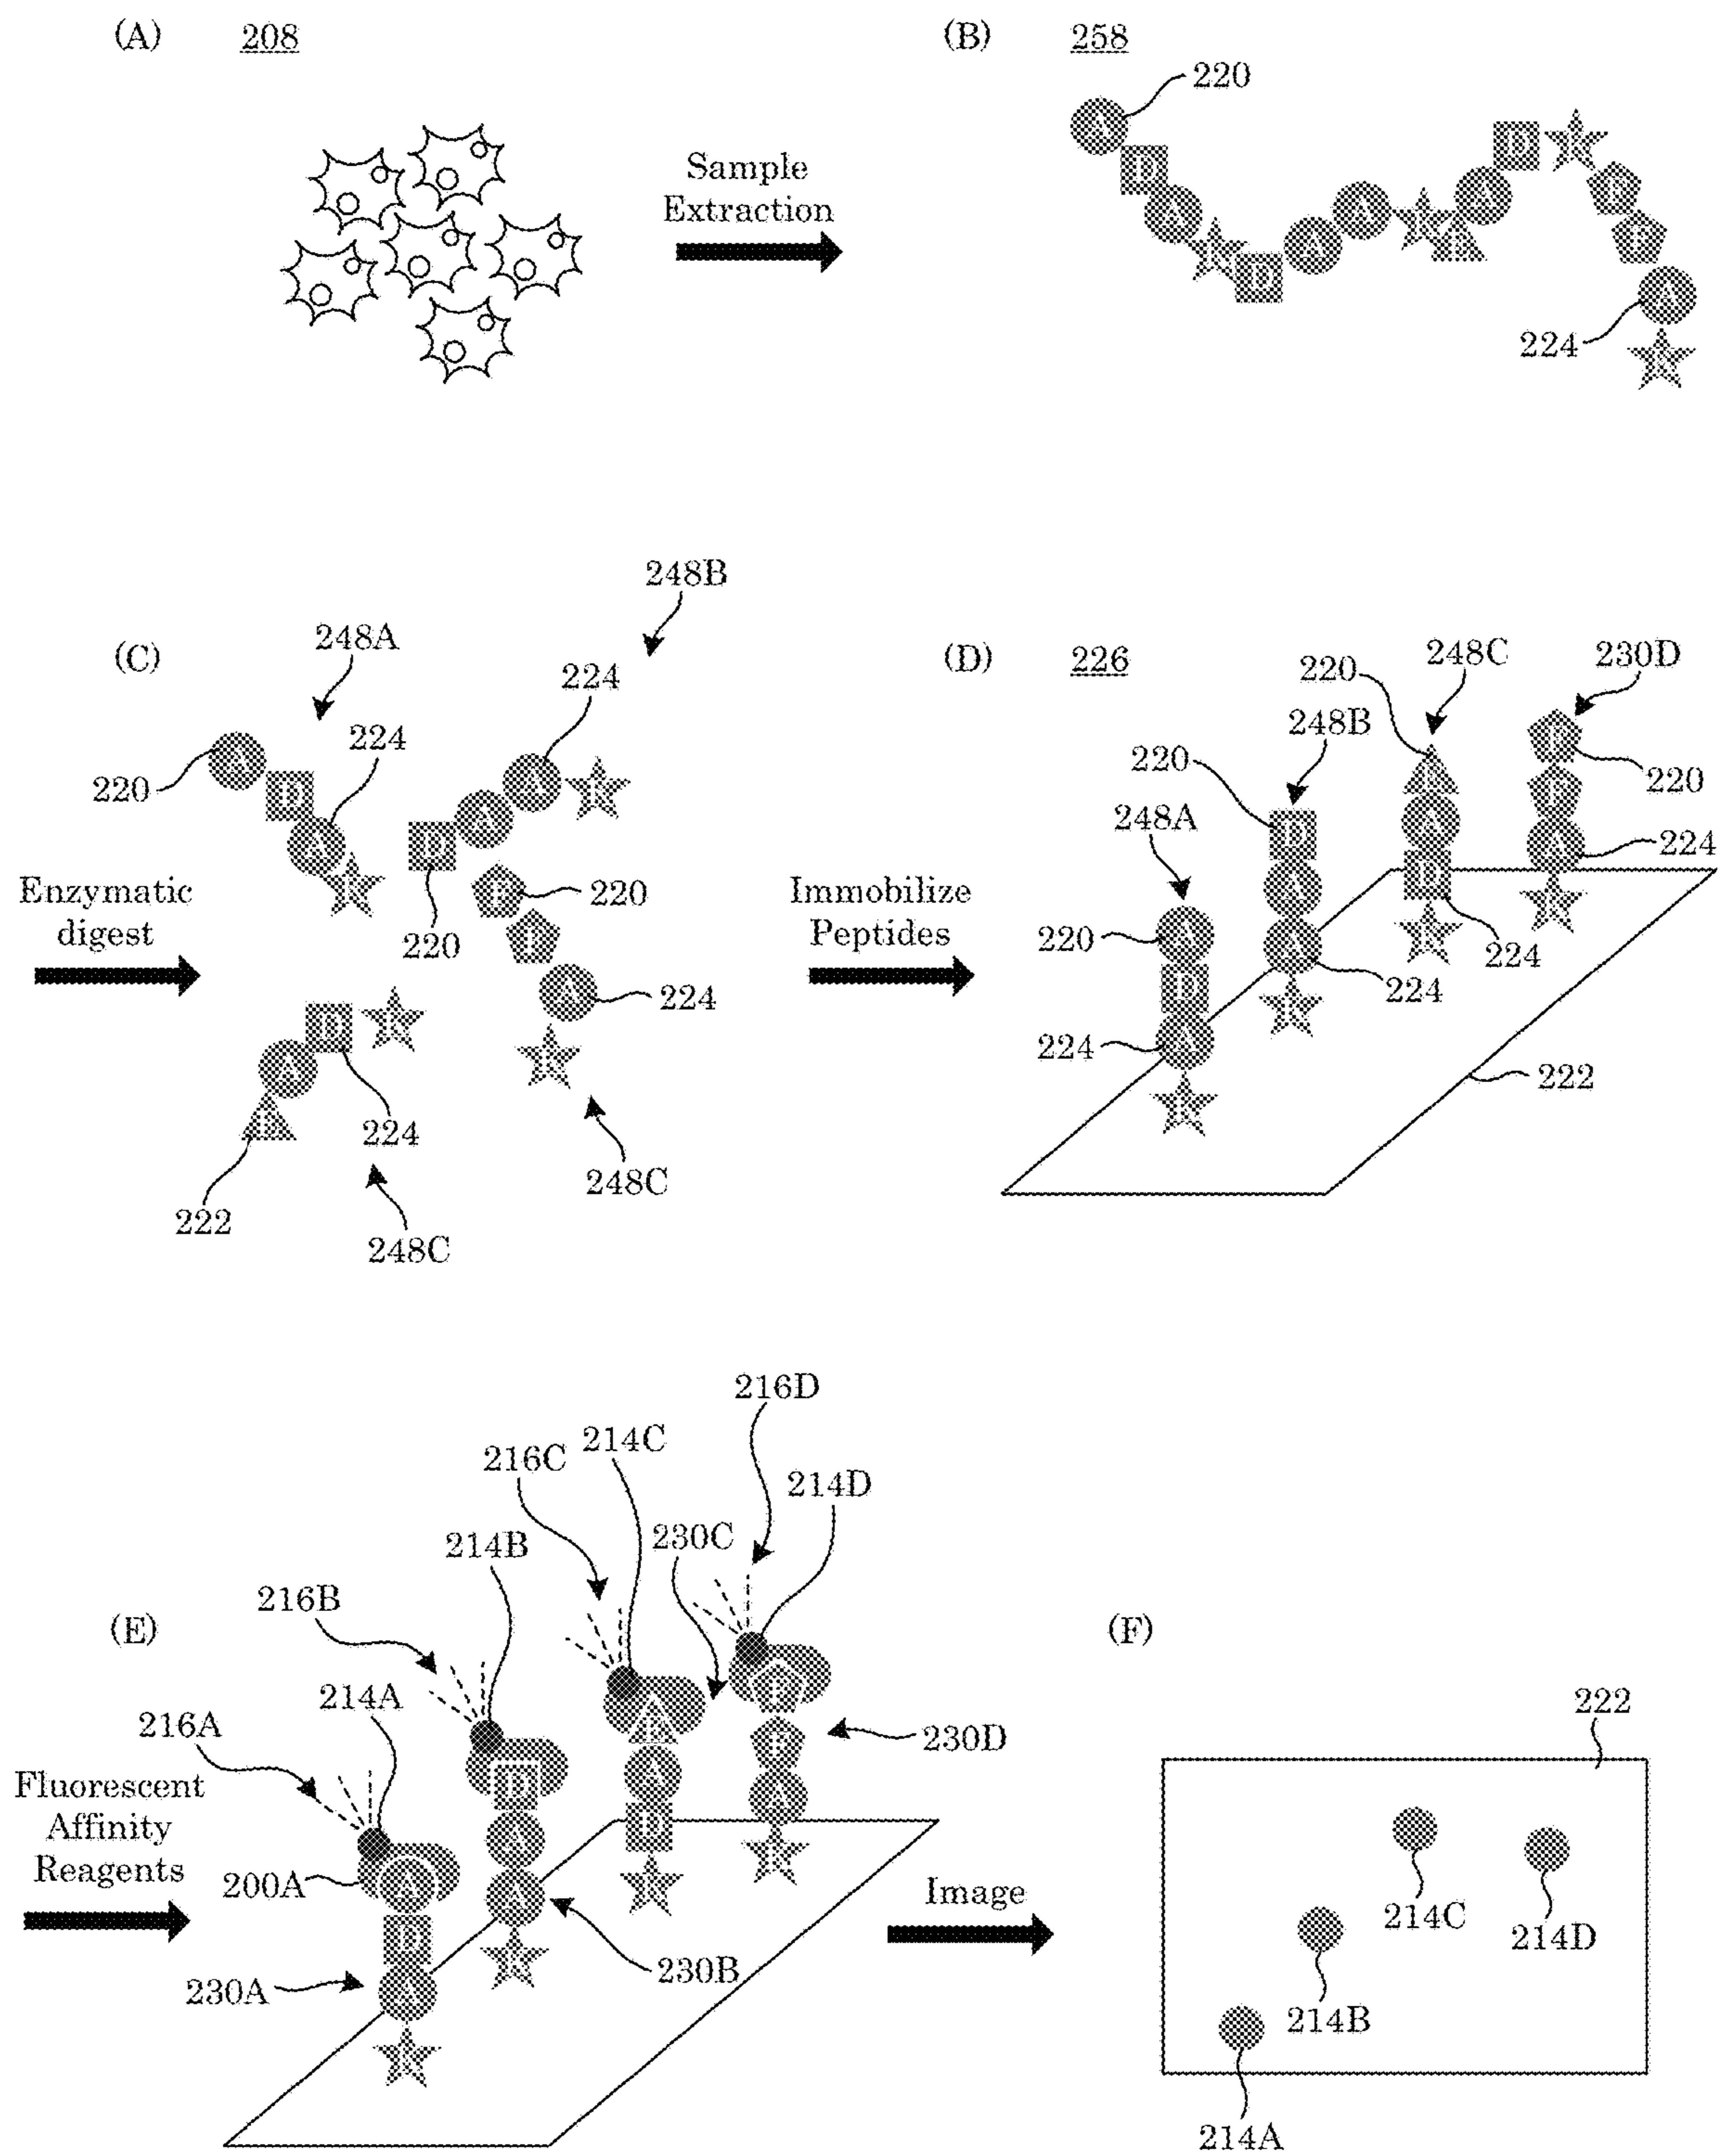 (A) 208
(B) 258
220
Sample
Extraction
A
D
A
D
A
A
A
D
A
224
(C)
248A
248B
224
224
220
A
D
A
D
A
A
220
220
224
Enzymatic
digest
D
A
A
222
224
248C
248C
Immobilize
Peptides
(D) 226
220
248C
230D
248B
220
220
248A
224
220
224
224
224
A
D
A
D
A
A
A
D
A
222
(E)
216D
216C
214C
214D
230C
214B
216B
214A
216A
230D
Fluorescent
Affinity
Reagents
200A
A
D
A
D
A
A
A
D
A
230A
230B
Image
(F)
222
214C
214D
214B
214A